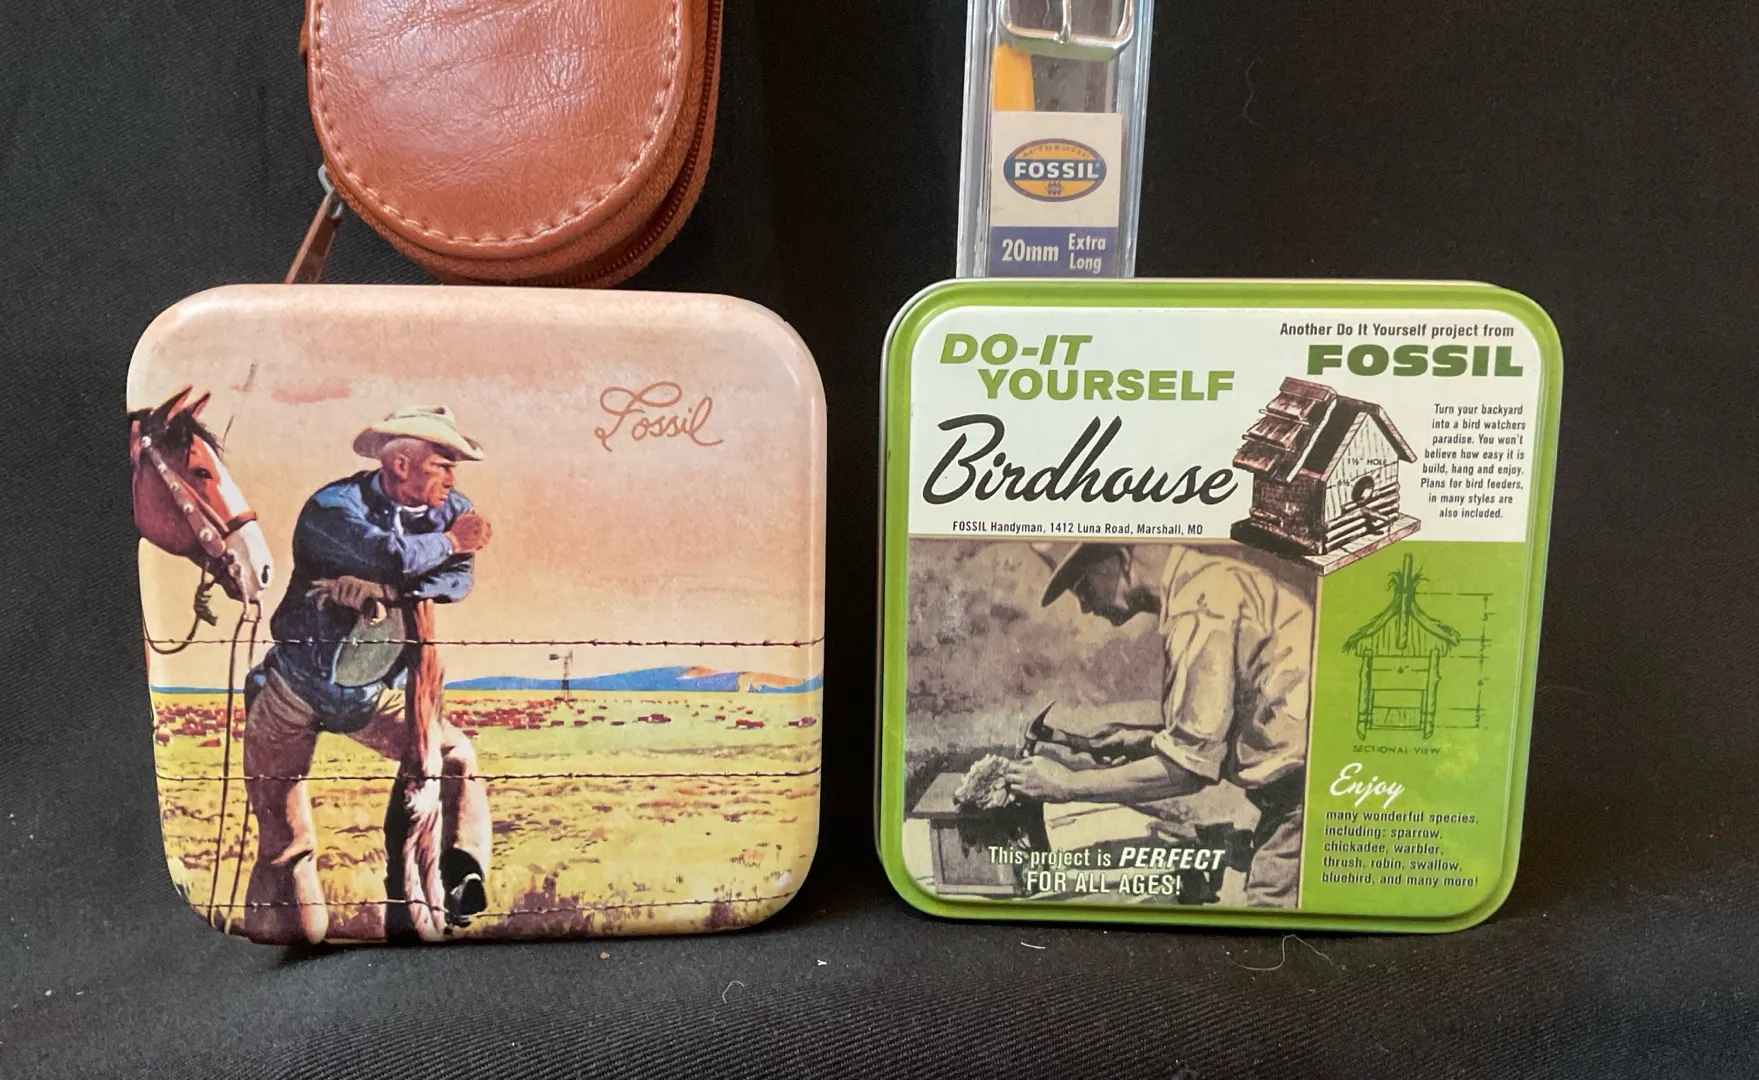 AUTHENTIC
FOSSIL
20mm Extra Long
Fossil
DO-IT
YOURSELF
Birdhouse
FOSSIL Handyman, 1412 Luna Road, Marshall, MO
Another Do It Yourself project from
FOSSIL
Turn your backyard
into a bird watchers
paradise. You won't
believe how easy it is
build, hang and enjoy.
Plans for bird feeders,
in many styles are
also included.
1½" HOLE
SECTIONAL VIEW
Enjoy
many wonderful species,
including: sparrow,
chickadee, warbler,
thrush, robin, swallow,
bluebird, and many more!
This project is PERFECT
FOR ALL AGES!